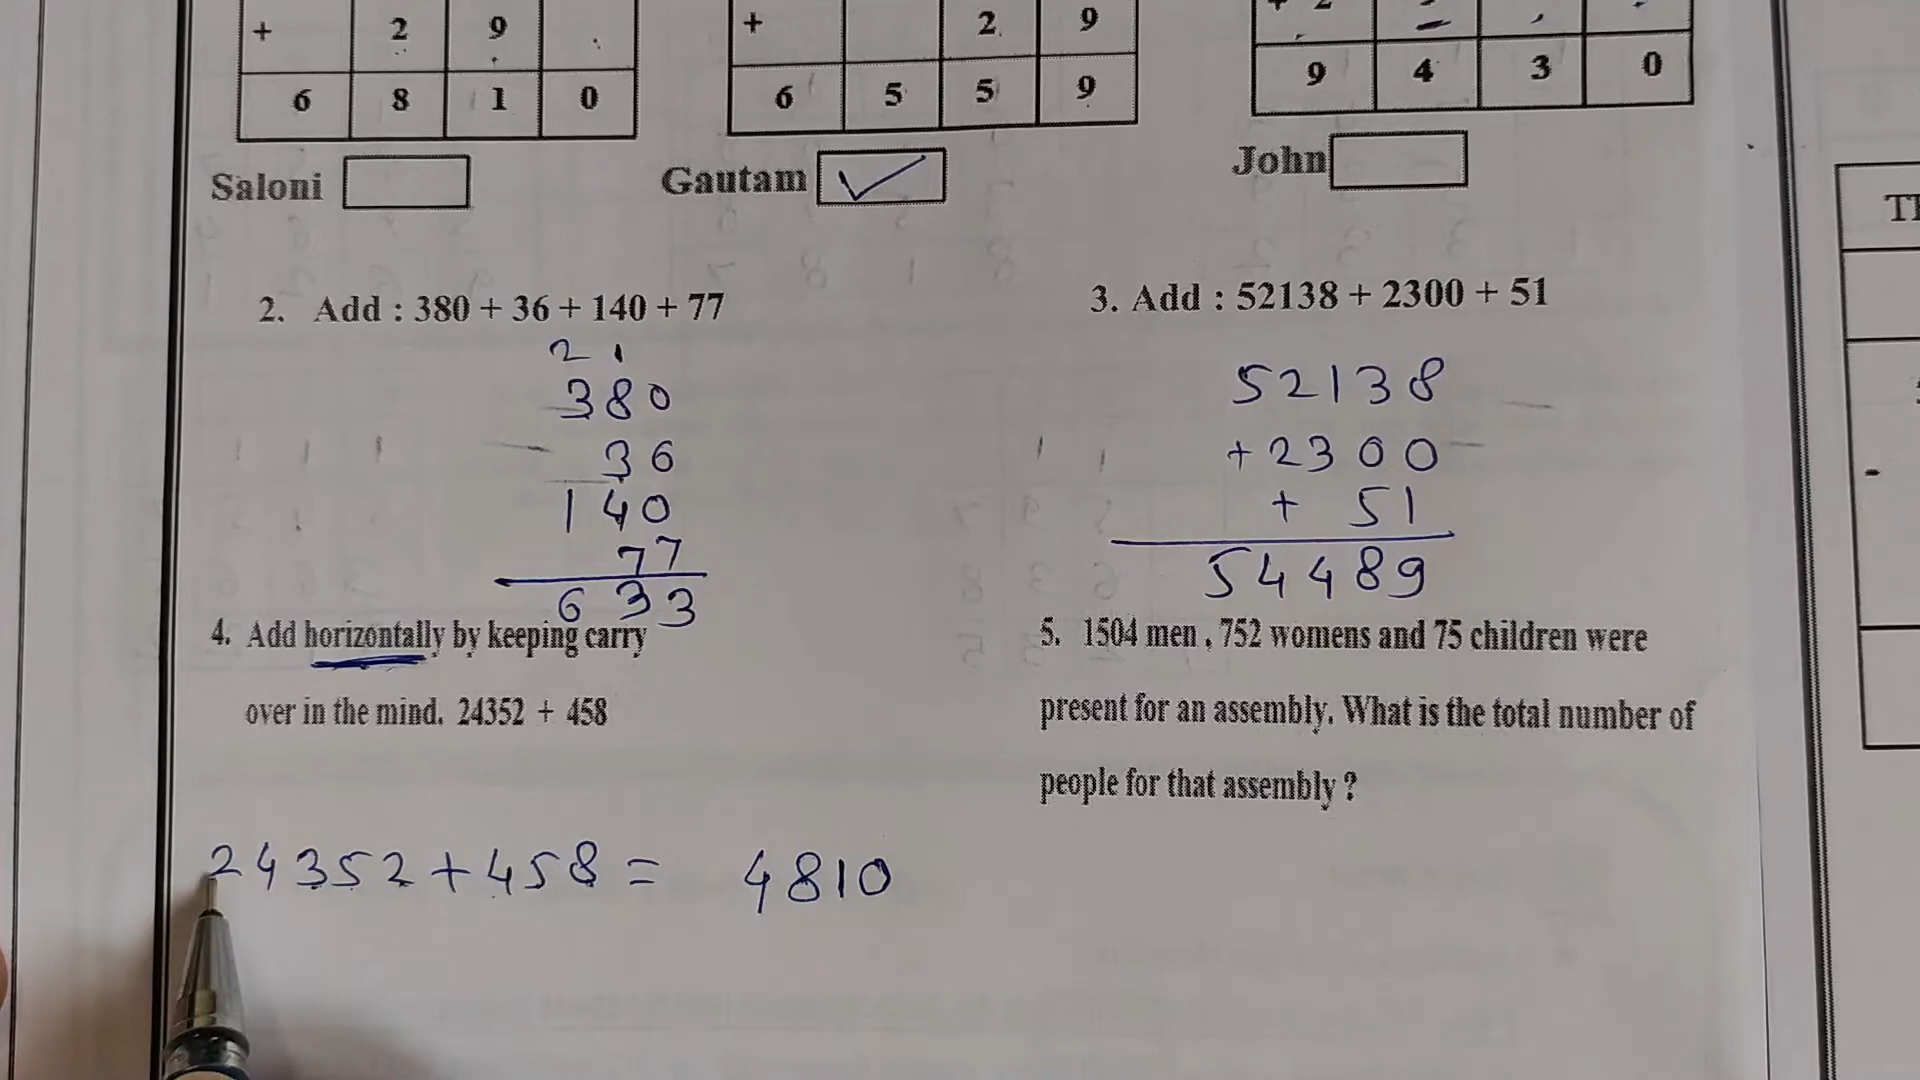 + 2 9
6 8 1 0
+ 2 9
6 5 5 9
+ 2
9 4 3 0
Saloni
Gautam
John
2. Add : 380 + 36 + 140 + 77
2 1
380
36
140
77
633
3. Add : 52138 + 2300 + 51
52138
+2300
+ 51
54489
4. Add horizontally by keeping carry
over in the mind. 24352 + 458
24352+458= 4810
5. 1504 men , 752 womens and 75 children were
present for an assembly. What is the total number of
people for that assembly ?